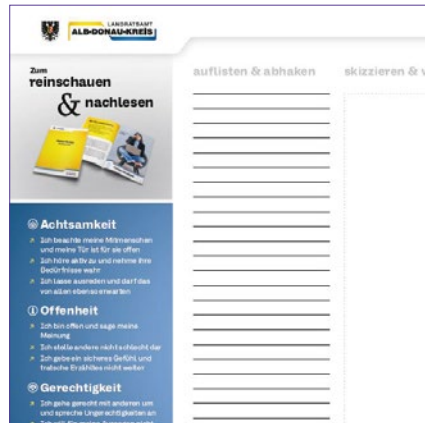 LANDRATSAMT
ALB-DONAU-KREIS
Zum
reinschauen
& nachlesen
auflisten & abhaken
skizzieren & v
Achtsamkeit
Ich beachte meine Mitmenschen
und meine Tür ist für sie offen
Ich höre aktiv zu und nehme ihre
Bedürfnisse wahr
Ich lasse ausreden und darf das
von allen ebenso erwarten
Offenheit
Ich bin offen und sage meine
Meinung
Ich stelle andere nicht schlecht dar
Ich gebe ein sicheres Gefühl und
tratsche Erzähltes nicht weiter
Gerechtigkeit
Ich gehe gerecht mit anderen um
und spreche Ungerechtigkeiten an